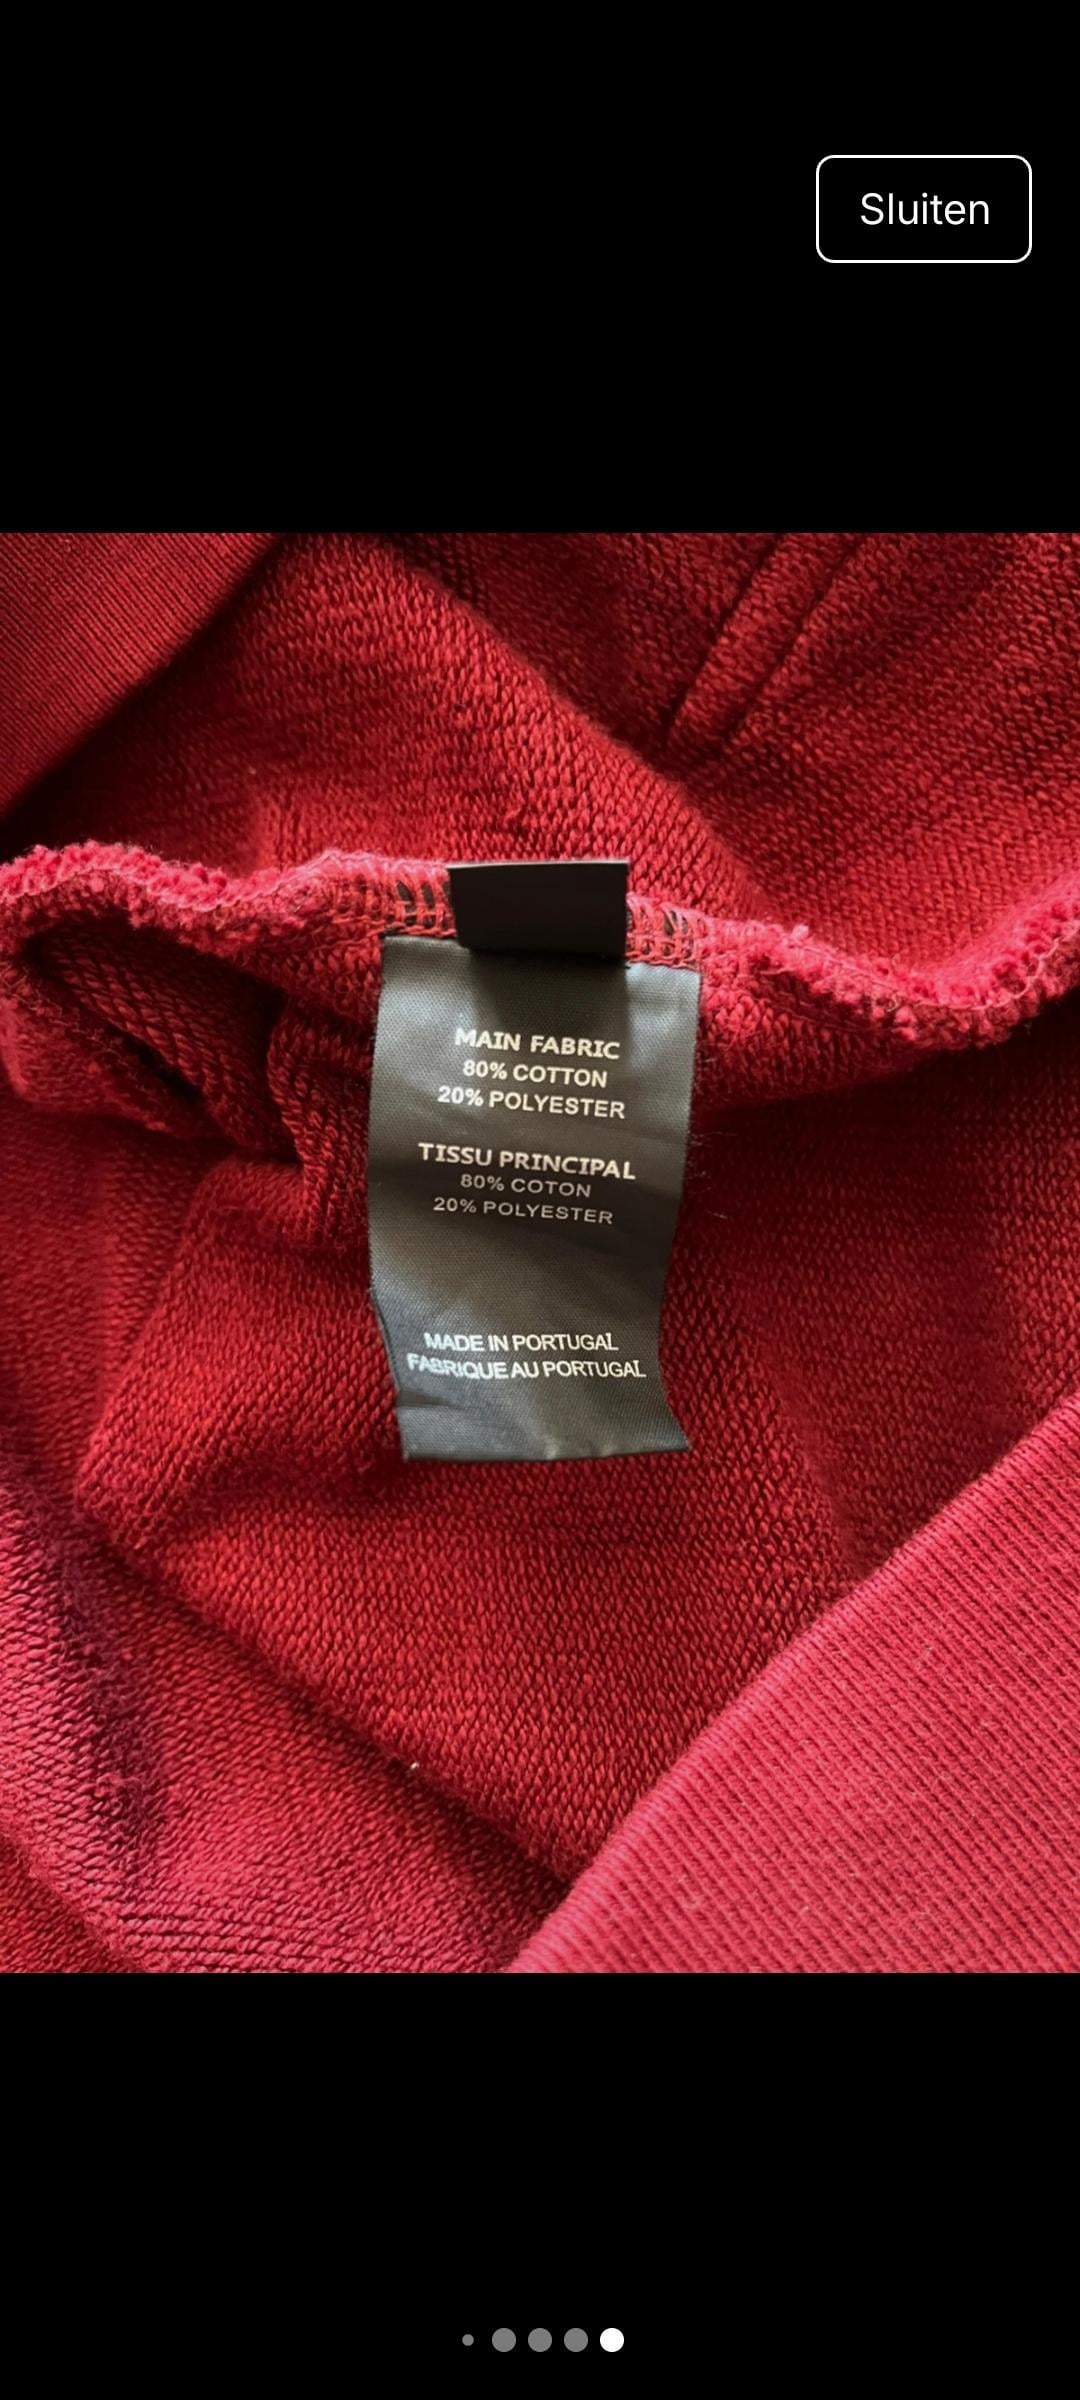 Sluiten
MAIN FABRIC
80% COTTON
20% POLYESTER
TISSU PRINCIPAL
80% COTON
20% POLYESTER
MADE IN PORTUGAL
FABRIQUE AU PORTUGAL